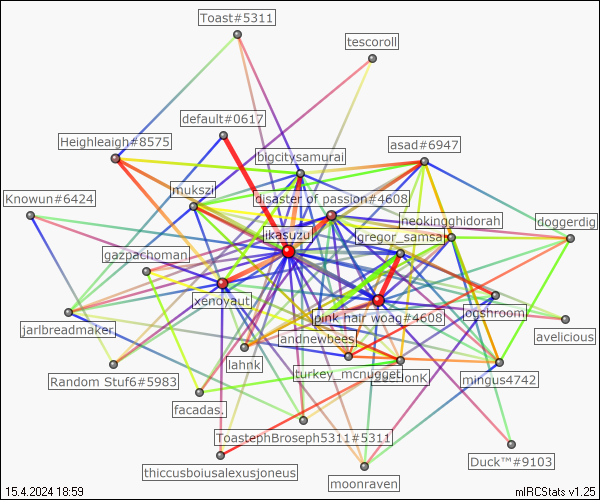 Toast#5311
tescoroll
default#0617
Heighleaigh#8575
asad#6947
bigcitysamurai
mukszi
disaster of passion#4608
Knowun#6424
neokingghidorah
doggerdig
rkasuzul
gregor_samsa
gazpachoman
xenoyaut
ogshroom
pink hair woag#4608
jarlbreadmaker
andnewbees
avelicious
lahnk
turkey_mcnugget
Random Stuf6#5983
mingus4742
facadas.
ToastephBroseph5311#5311
Duck™#9103
thiccusboiusalexusjoneus
moonraven
15.4.2024 18:59
mIRCStats v1.25